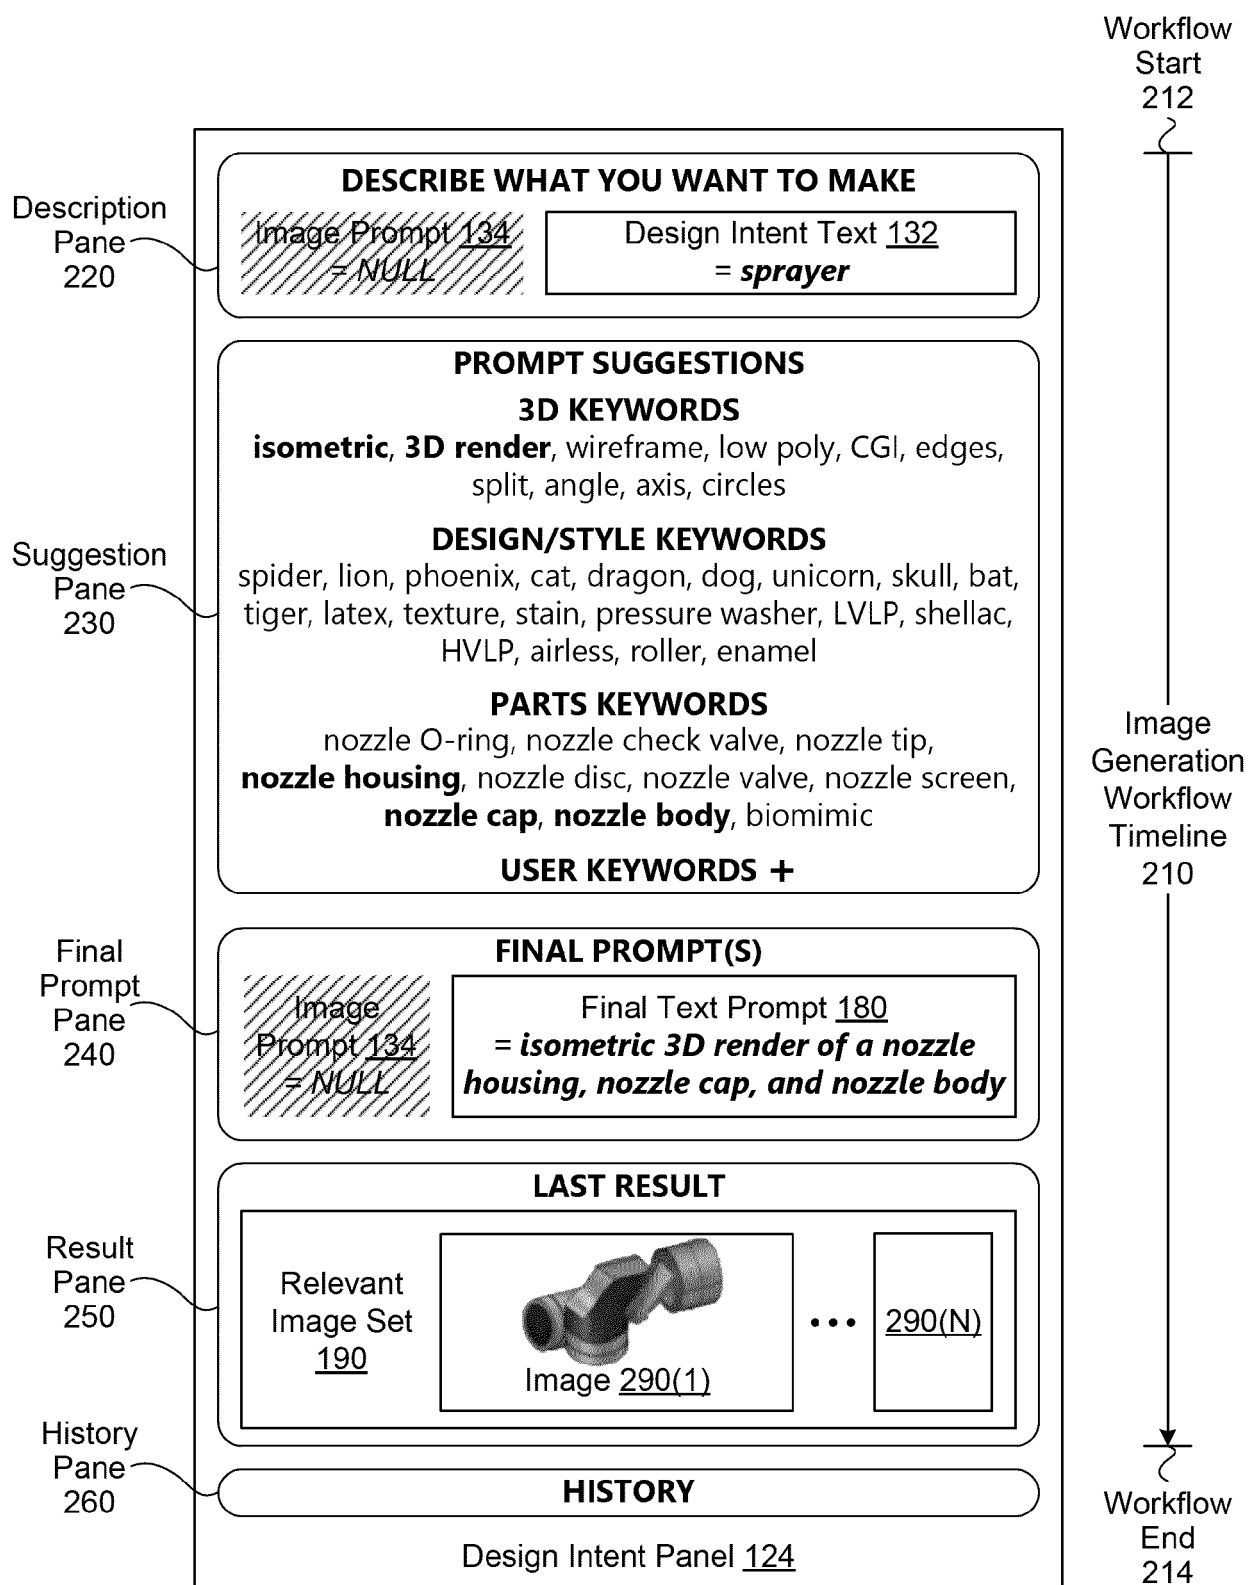 Workflow
Start
212
DESCRIBE WHAT YOU WANT TO MAKE
Description
Pane
220
Image Prompt 134
= NULL
Design Intent Text 132
= sprayer
PROMPT SUGGESTIONS
3D KEYWORDS
isometric, 3D render, wireframe, low poly, CGI, edges,
split, angle, axis, circles
Suggestion
Pane
230
DESIGN/STYLE KEYWORDS
spider, lion, phoenix, cat, dragon, dog, unicorn, skull, bat,
tiger, latex, texture, stain, pressure washer, LVLP, shellac,
HVLP, airless, roller, enamel
PARTS KEYWORDS
nozzle O-ring, nozzle check valve, nozzle tip,
nozzle housing, nozzle disc, nozzle valve, nozzle screen,
nozzle cap, nozzle body, biomimic
USER KEYWORDS +
Image
Generation
Workflow
Timeline
210
Final
Prompt
Pane
240
FINAL PROMPT(S)
Image
Prompt 134
= NULL
Final Text Prompt 180
= isometric 3D render of a nozzle
housing, nozzle cap, and nozzle body
Result
Pane
250
LAST RESULT
Relevant
Image Set
190
Image 290(1)
290(N)
History
Pane
260
HISTORY
Design Intent Panel 124
Workflow
End
214